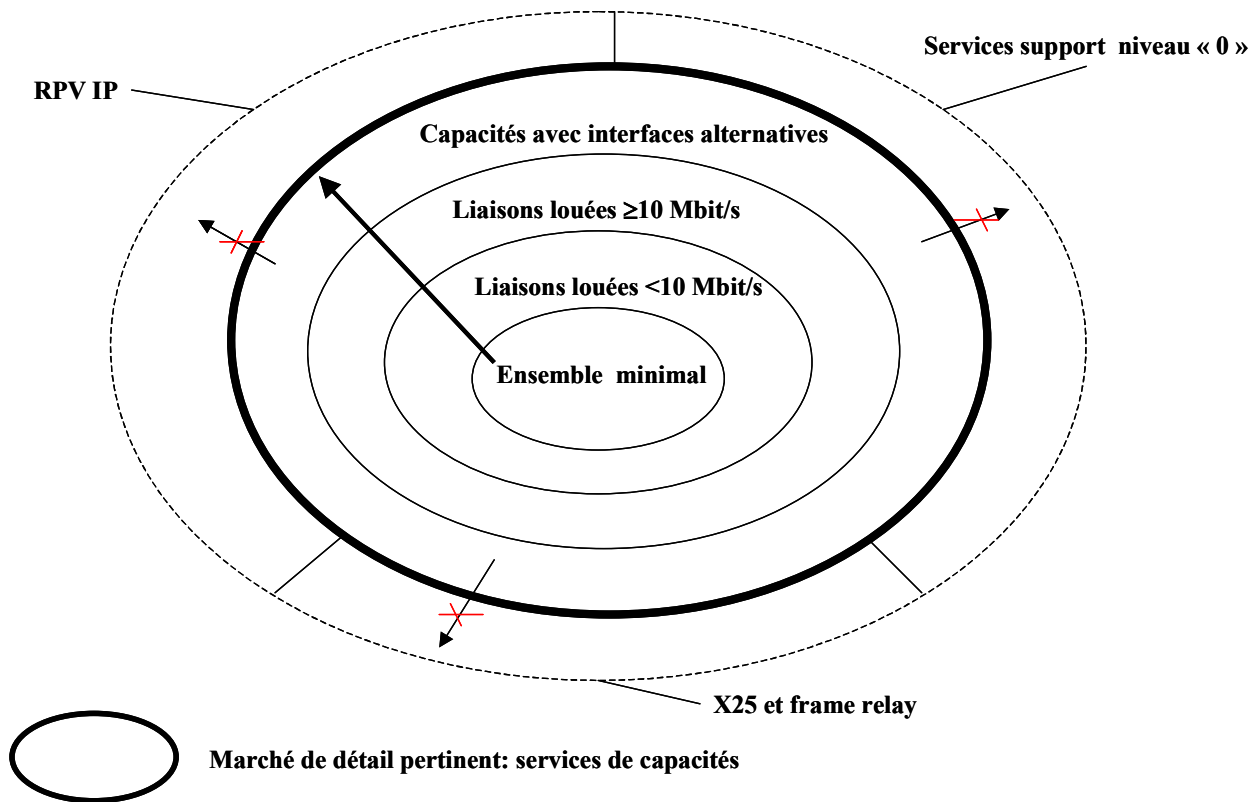 Services support niveau « 0 »
RPV IP
Capacités avec interfaces alternatives
Liaisons louées ≥10 Mbit/s
Liaisons louées <10 Mbit/s
Ensemble minimal
X25 et frame relay
Marché de détail pertinent: services de capacités